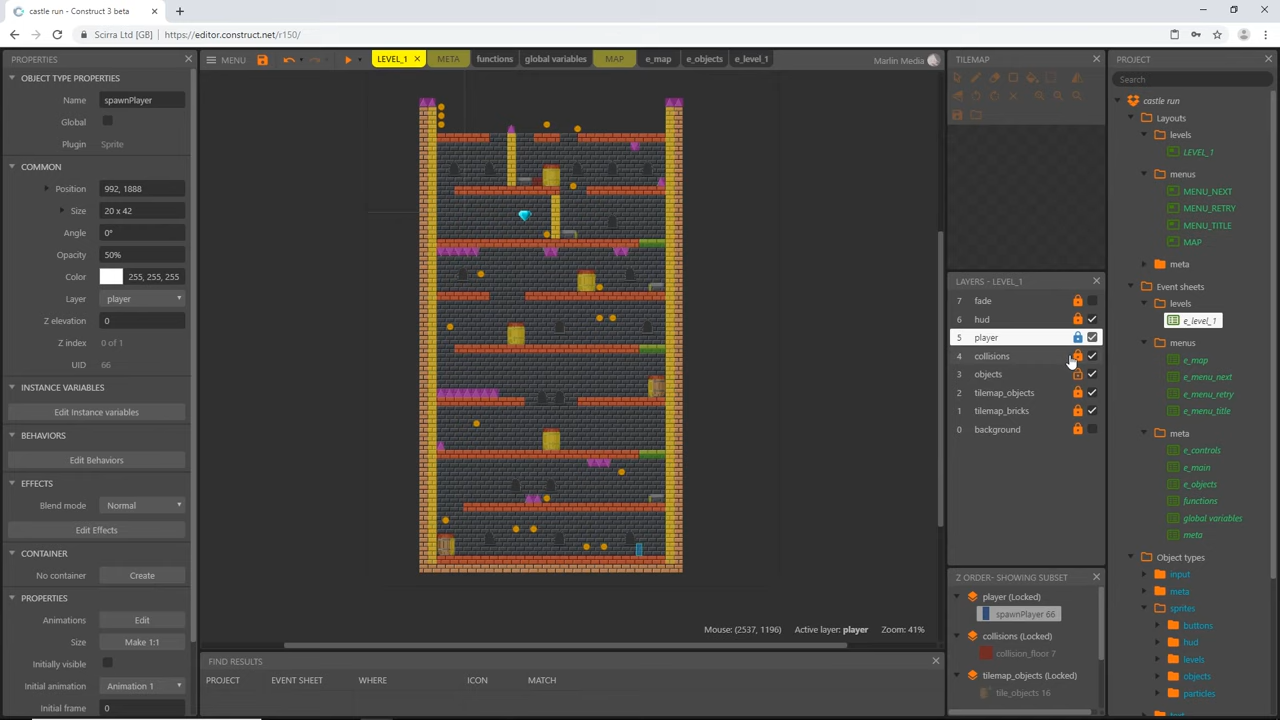 castle run - Construct 3 beta
Scirra Ltd [GB] | https://editor.construct.net/r150/
PROPERTIES
OBJECT TYPE PROPERTIES
Name spawnPlayer
Global
Plugin Sprite
COMMON
Position 992, 1888
Size 20 x 42
Angle 0°
Opacity 50%
Color 255, 255, 255
Layer player
Z elevation 0
Z index 0 of 1
UID 66
INSTANCE VARIABLES
Edit Instance variables
BEHAVIORS
Edit Behaviors
EFFECTS
Blend mode Normal
Edit Effects
CONTAINER
No container Create
PROPERTIES
Animations Edit
Size Make 1:1
Initially visible
Initial animation Animation 1
Initial frame 0
MENU
LEVEL_1 META functions global variables MAP e_map e_objects e_level_1
Marlin Media
Mouse: (2537, 1196) Active layer: player Zoom: 41%
FIND RESULTS
PROJECT EVENT SHEET WHERE ICON MATCH
TILEMAP
LAYERS - LEVEL_1
7 fade
6 hud
5 player
4 collisions
3 objects
2 tilemap_objects
1 tilemap_bricks
0 background
Z ORDER- SHOWING SUBSET
player (Locked)
spawnPlayer 66
collisions (Locked)
collision_floor 7
tilemap_objects (Locked)
tile_objects 16
PROJECT
Search
castle run
Layouts
levels
LEVEL_1
menus
MENU_NEXT
MENU_RETRY
MENU_TITLE
MAP
meta
Event sheets
levels
e_level_1
menus
e_map
e_menu_next
e_menu_retry
e_menu_title
meta
e_controls
e_main
e_objects
functions
global variables
meta
Object types
input
meta
sprites
buttons
hud
levels
objects
particles